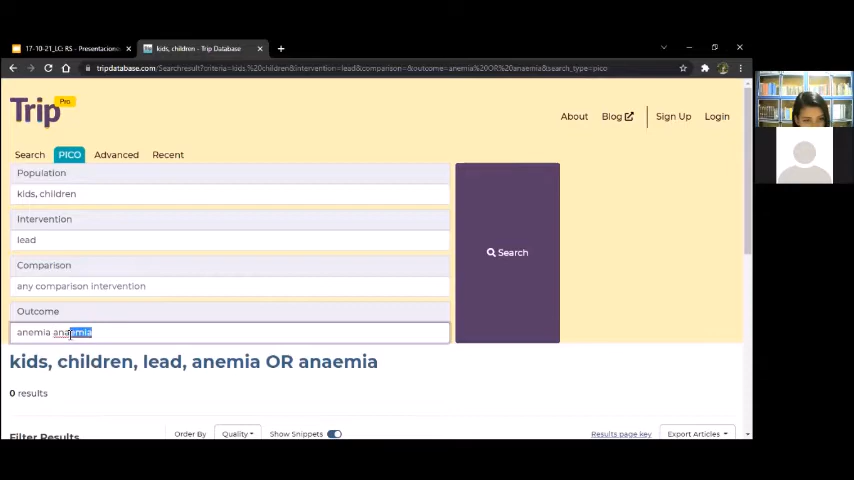 17-10-21_LC: RS - Presentacione
kids, children - Trip Database
tripdatabase.com/Searchresult?criteria=kids,%20children&intervention=lead&comparison=&outcome=anemia%20OR%20anaemia&search_type=pico
Trip Pro
About Blog Sign Up Login
Search PICO Advanced Recent
Population
kids, children
Intervention
lead
Search
Comparison
any comparison intervention
Outcome
anemia anaemia
kids, children, lead, anemia OR anaemia
0 results
Filter Results
Order By Quality Show Snippets Results page key Export Articles